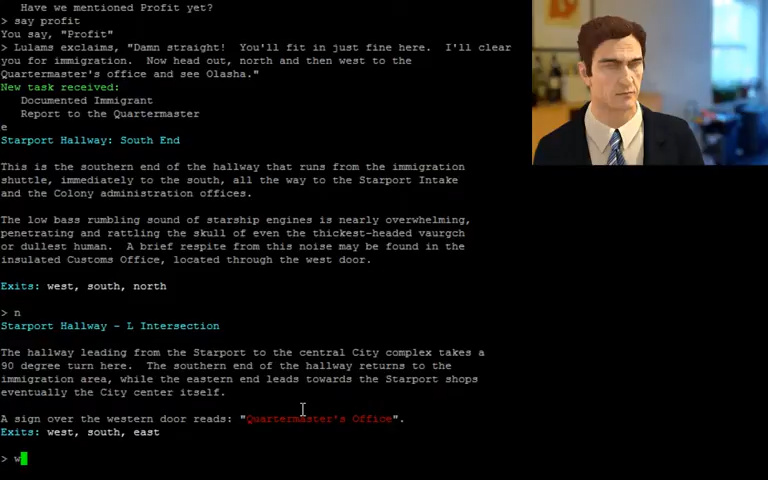 Have we mentioned Profit yet?
> say profit
You say, "Profit"
> Lulams exclaims, "Damn straight!  You'll fit in just fine here.  I'll clear
you for immigration.  Now head out, north and then west to the
Quartermaster's office and see Olasha."
New task received:
Documented Immigrant
Report to the Quartermaster
e
Starport Hallway: South End
This is the southern end of the hallway that runs from the immigration
shuttle, immediately to the south, all the way to the Starport Intake
and the Colony administration offices.
The low bass rumbling sound of starship engines is nearly overwhelming,
penetrating and rattling the skull of even the thickest-headed vaurgch
or dullest human.  A brief respite from this noise may be found in the
insulated Customs Office, located through the west door.
Exits: west, south, north
> n
Starport Hallway - L Intersection
The hallway leading from the Starport to the central City complex takes a
90 degree turn here.  The southern end of the hallway returns to the
immigration area, while the eastern end leads towards the Starport shops
eventually the City center itself.
A sign over the western door reads: "Quartermaster's Office".
Exits: west, south, east
> w